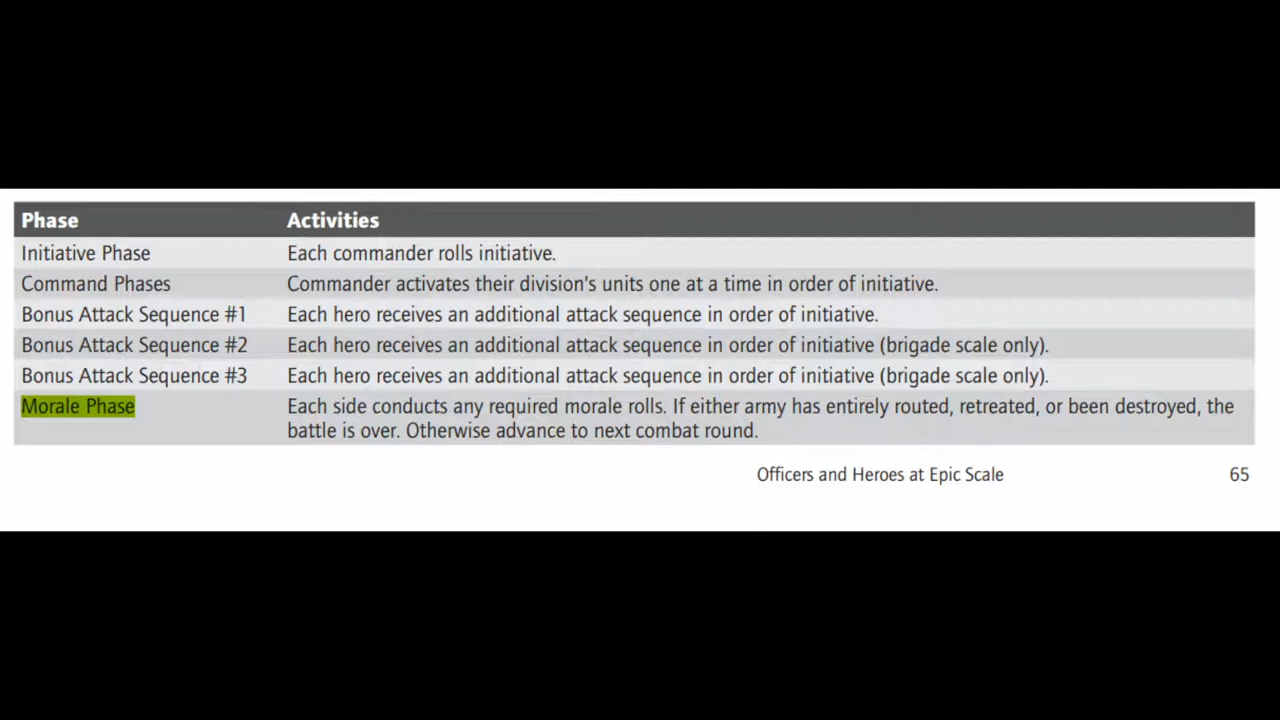 Phase Activities
Initiative Phase Each commander rolls initiative.
Command Phases Commander activates their division's units one at a time in order of initiative.
Bonus Attack Sequence #1 Each hero receives an additional attack sequence in order of initiative.
Bonus Attack Sequence #2 Each hero receives an additional attack sequence in order of initiative (brigade scale only).
Bonus Attack Sequence #3 Each hero receives an additional attack sequence in order of initiative (brigade scale only).
Morale Phase Each side conducts any required morale rolls. If either army has entirely routed, retreated, or been destroyed, the
battle is over. Otherwise advance to next combat round.
Officers and Heroes at Epic Scale 65